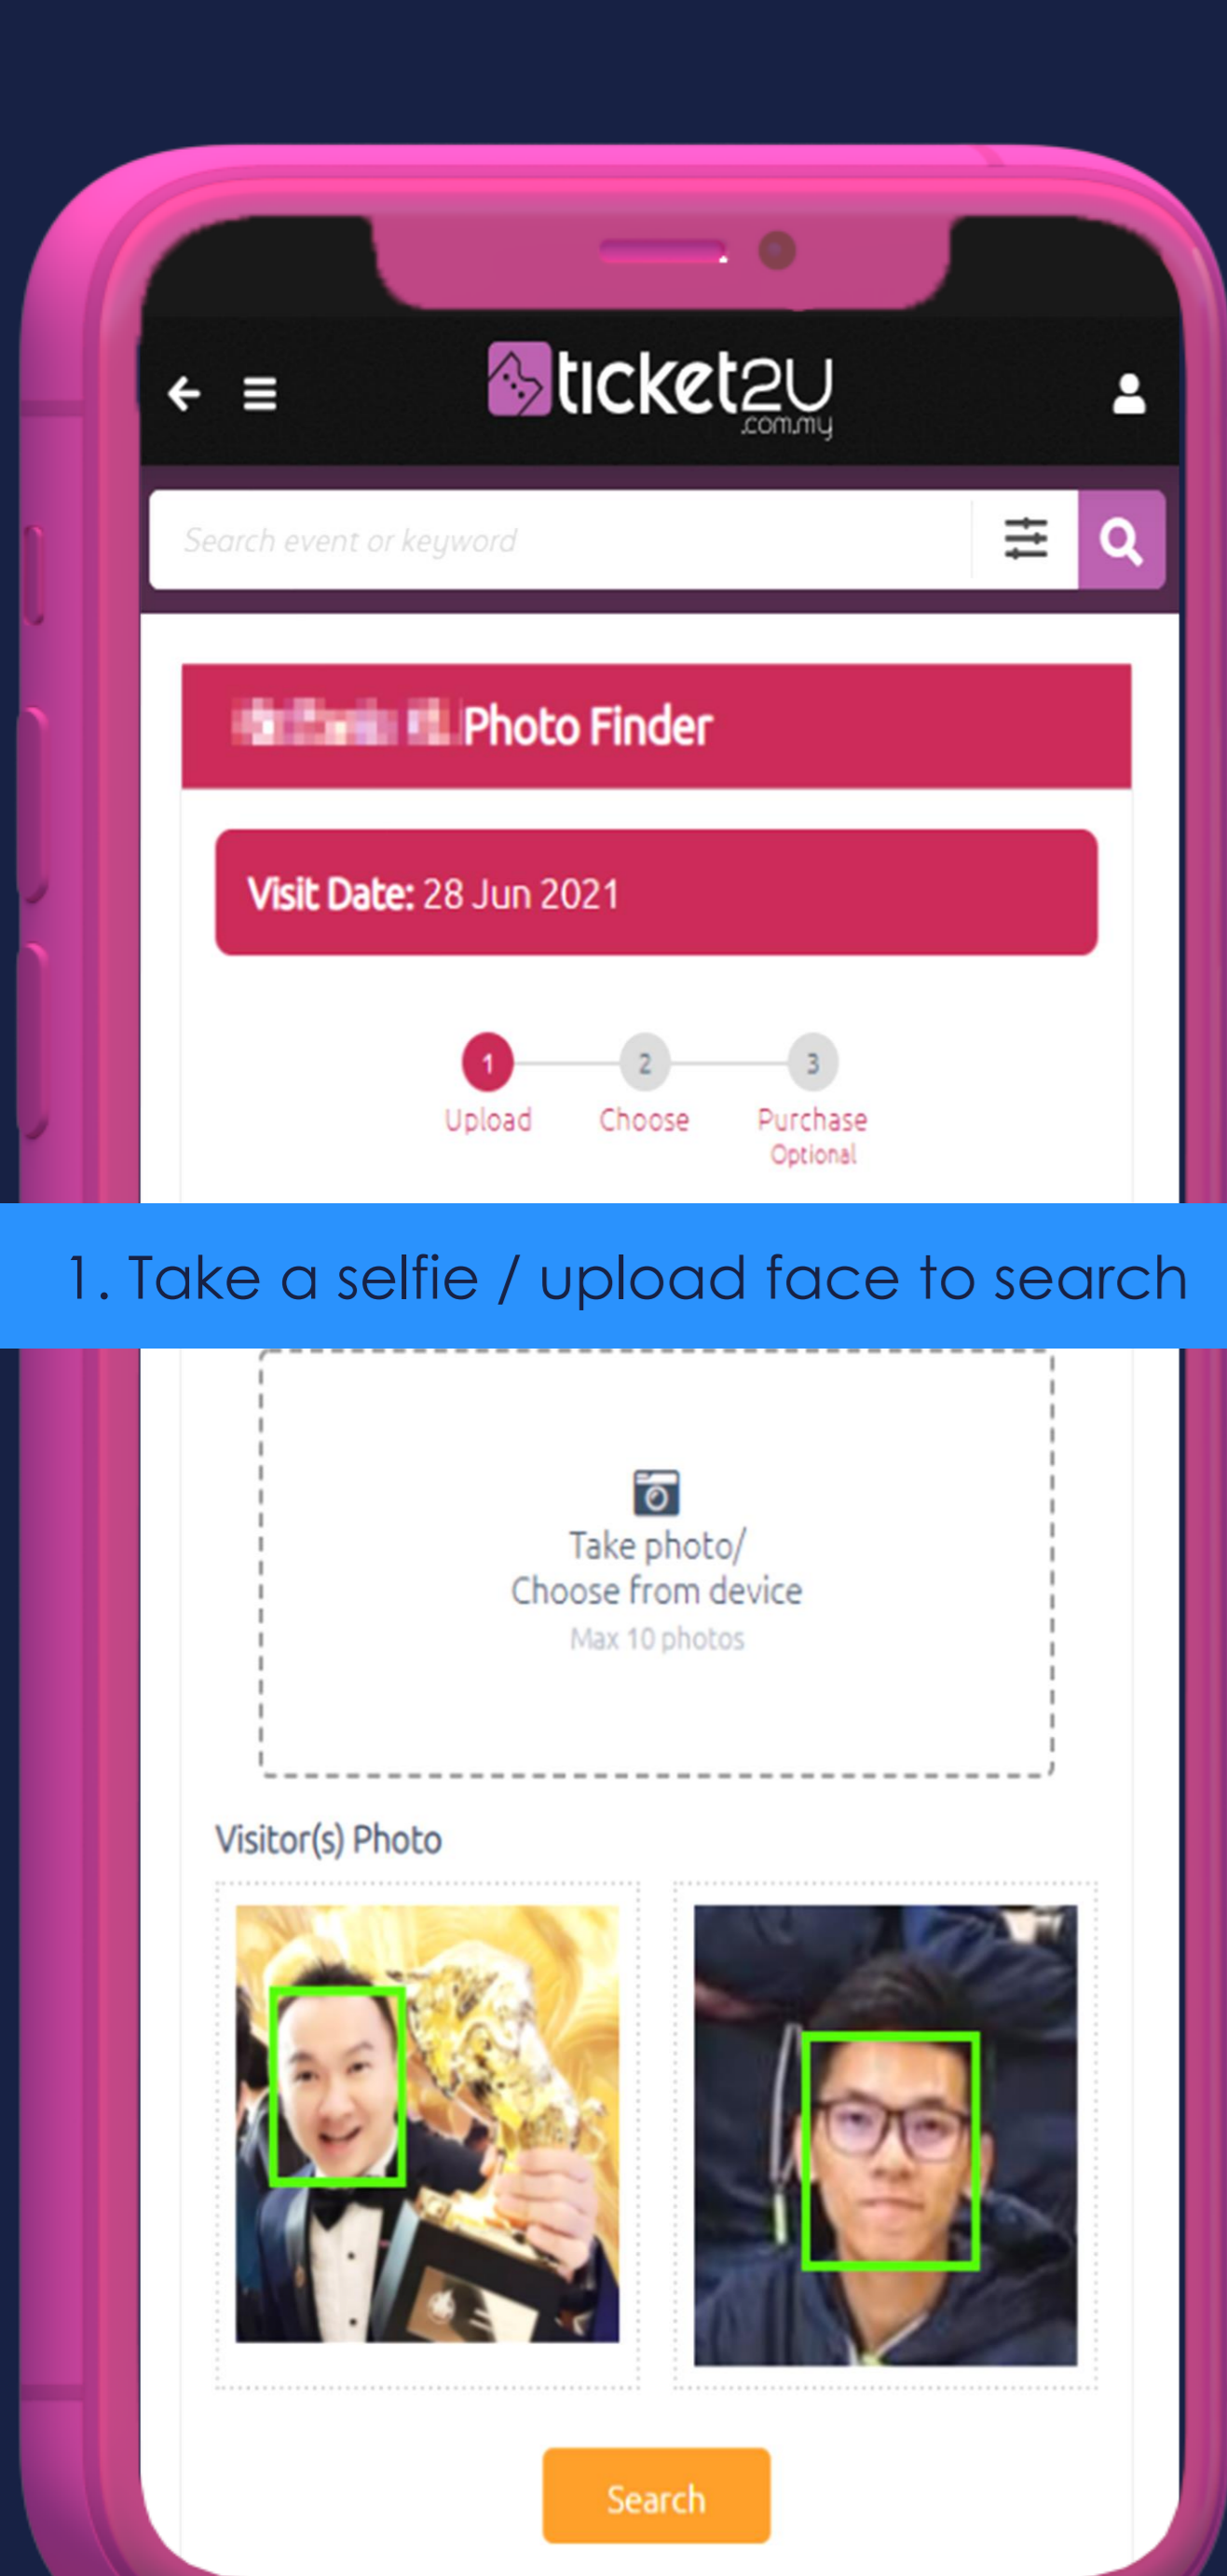 ticket2U
.com.my
Search event or keyword
Photo Finder
Visit Date: 28 Jun 2021
1 2 3
Upload Choose Purchase
Optional
1. Take a selfie / upload face to search
Take photo/
Choose from device
Max 10 photos
Visitor(s) Photo
Search